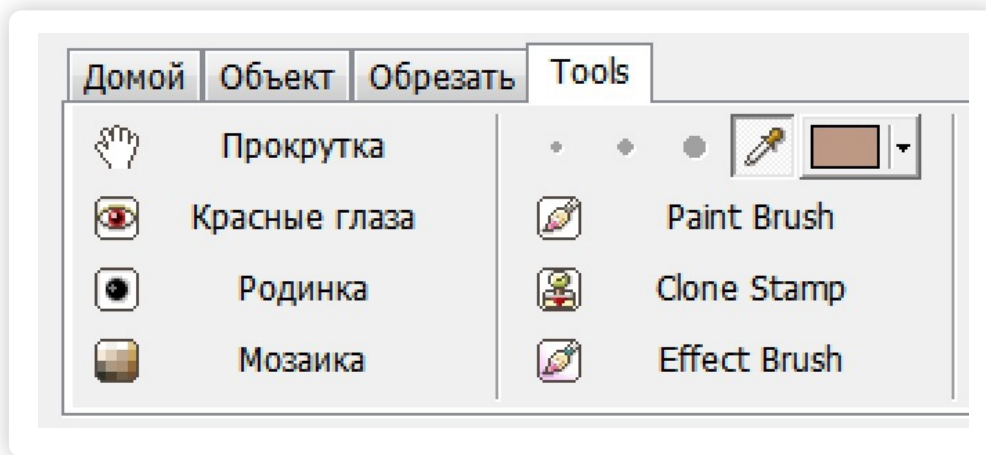 Домой Объект Обрезать Tools
Прокрутка
Красные глаза
Родинка
Мозаика
Paint Brush
Clone Stamp
Effect Brush